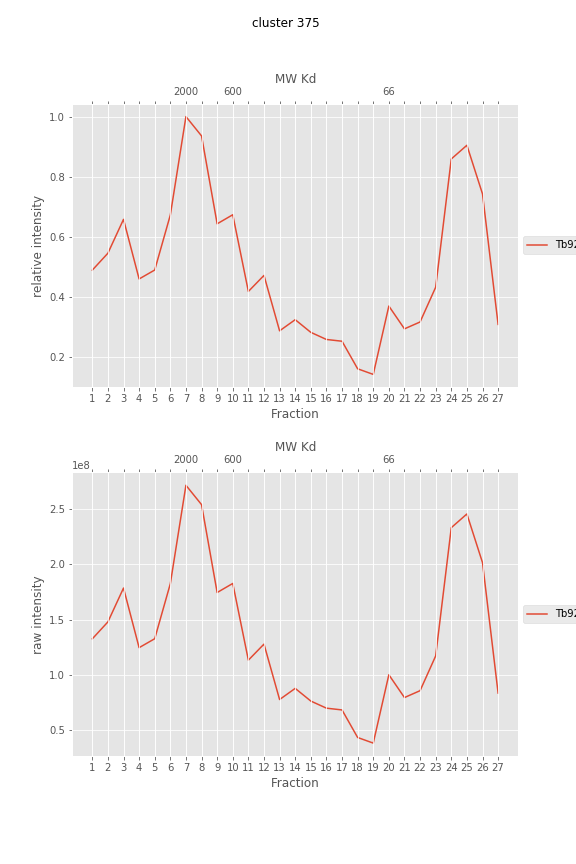 cluster 375
MW Kd
2000 600 66
1.0
0.8
0.6
0.4
0.2
relative intensity
Tb92
1 2 3 4 5 6 7 8 9 10 11 12 13 14 15 16 17 18 19 20 21 22 23 24 25 26 27
Fraction
MW Kd
2000 600 66
1e8
2.5
2.0
1.5
1.0
0.5
raw intensity
Tb92
1 2 3 4 5 6 7 8 9 10 11 12 13 14 15 16 17 18 19 20 21 22 23 24 25 26 27
Fraction